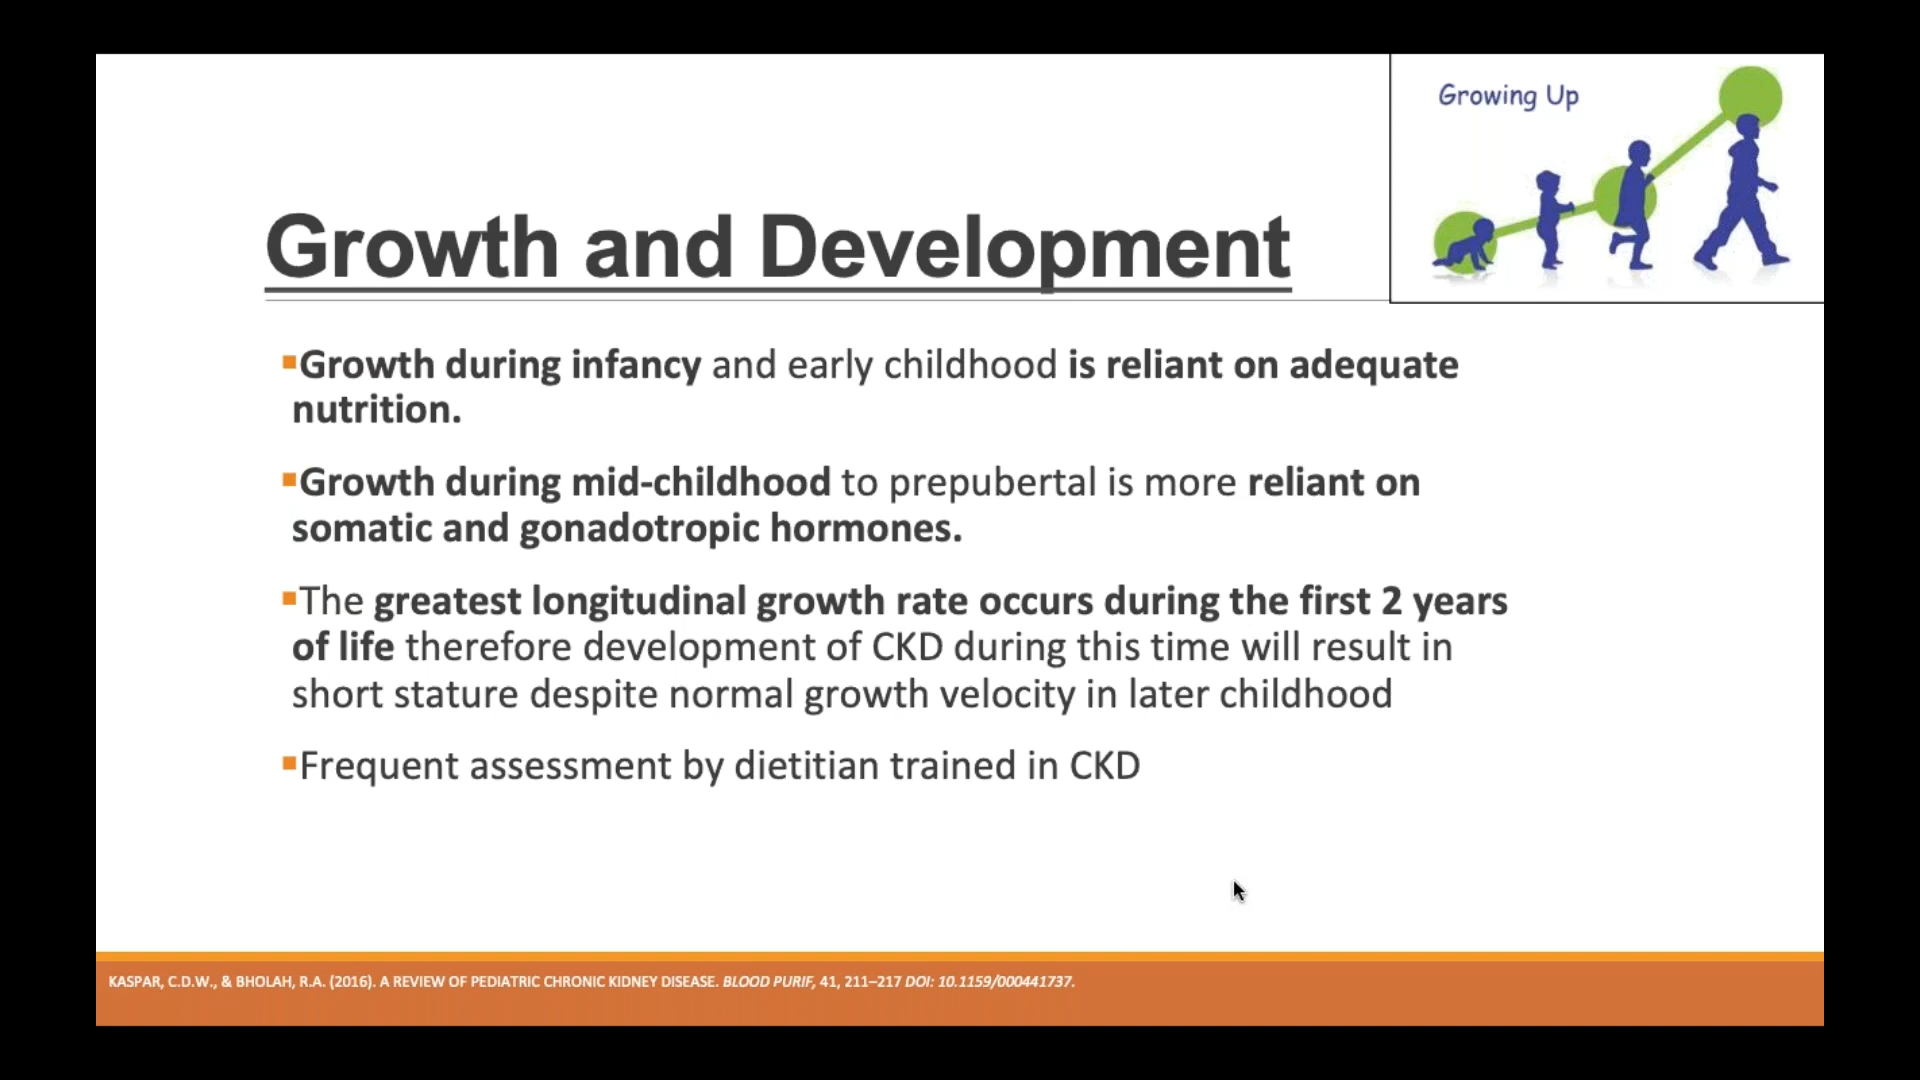 Growing Up
Growth and Development
▪Growth during infancy and early childhood is reliant on adequate
nutrition.
▪Growth during mid-childhood to prepubertal is more reliant on
somatic and gonadotropic hormones.
▪The greatest longitudinal growth rate occurs during the first 2 years
of life therefore development of CKD during this time will result in
short stature despite normal growth velocity in later childhood
▪Frequent assessment by dietitian trained in CKD
KASPAR, C.D.W., & BHOLAH, R.A. (2016). A REVIEW OF PEDIATRIC CHRONIC KIDNEY DISEASE. BLOOD PURIF, 41, 211–217 DOI: 10.1159/000441737.